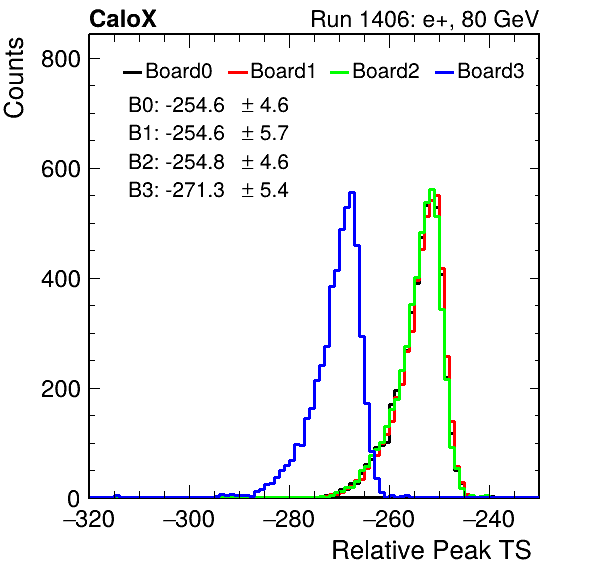 CaloX Run 1406: e+, 80 GeV
Counts
Board0 Board1 Board2 Board3
B0: -254.6 ± 4.6
B1: -254.6 ± 5.7
B2: -254.8 ± 4.6
B3: -271.3 ± 5.4
800
600
400
200
0
−320 −300 −280 −260 −240
Relative Peak TS